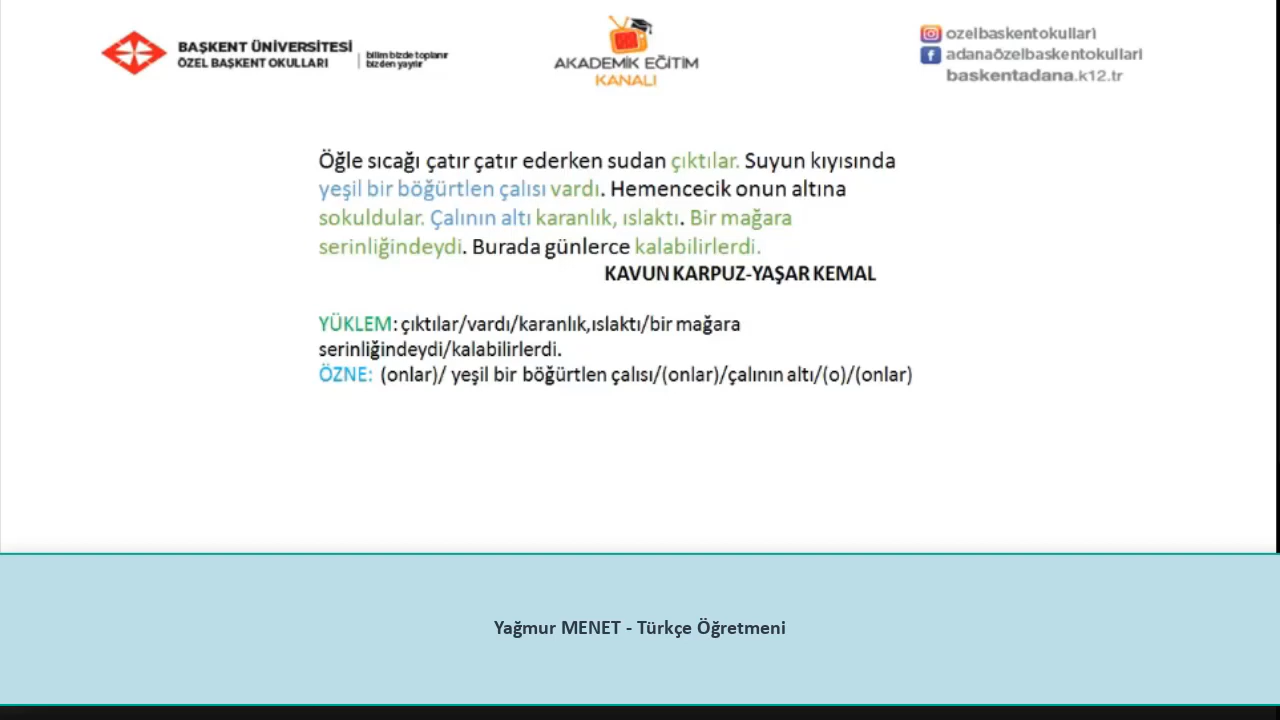 BAŞKENT ÜNİVERSİTESİ
ÖZEL BAŞKENT OKULLARI
bilim bizde toplanır
bizden yayılır
AKADEMİK EĞİTİM
KANALI
ozelbaskentokullari
adanaözelbaskentokullari
baskentadana.k12.tr
Öğle sıcağı çatır çatır ederken sudan çıktılar. Suyun kıyısında
yeşil bir böğürtlen çalısı vardı. Hemencecik onun altına
sokuldular. Çalının altı karanlık, ıslaktı. Bir mağara
serinliğindeydi. Burada günlerce kalabilirlerdi.
KAVUN KARPUZ-YAŞAR KEMAL
YÜKLEM: çıktılar/vardı/karanlık,ıslaktı/bir mağara
serinliğindeydi/kalabilirlerdi.
ÖZNE: (onlar)/ yeşil bir böğürtlen çalısı/(onlar)/çalının altı/(o)/(onlar)
Yağmur MENET - Türkçe Öğretmeni